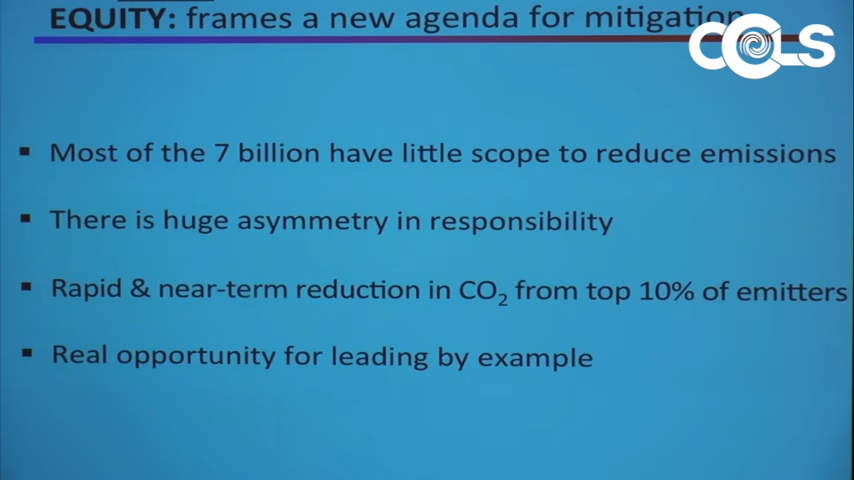 EQUITY: frames a new agenda for mitigation
CCLS
▪ Most of the 7 billion have little scope to reduce emissions
▪ There is huge asymmetry in responsibility
▪ Rapid & near-term reduction in CO₂ from top 10% of emitters
▪ Real opportunity for leading by example